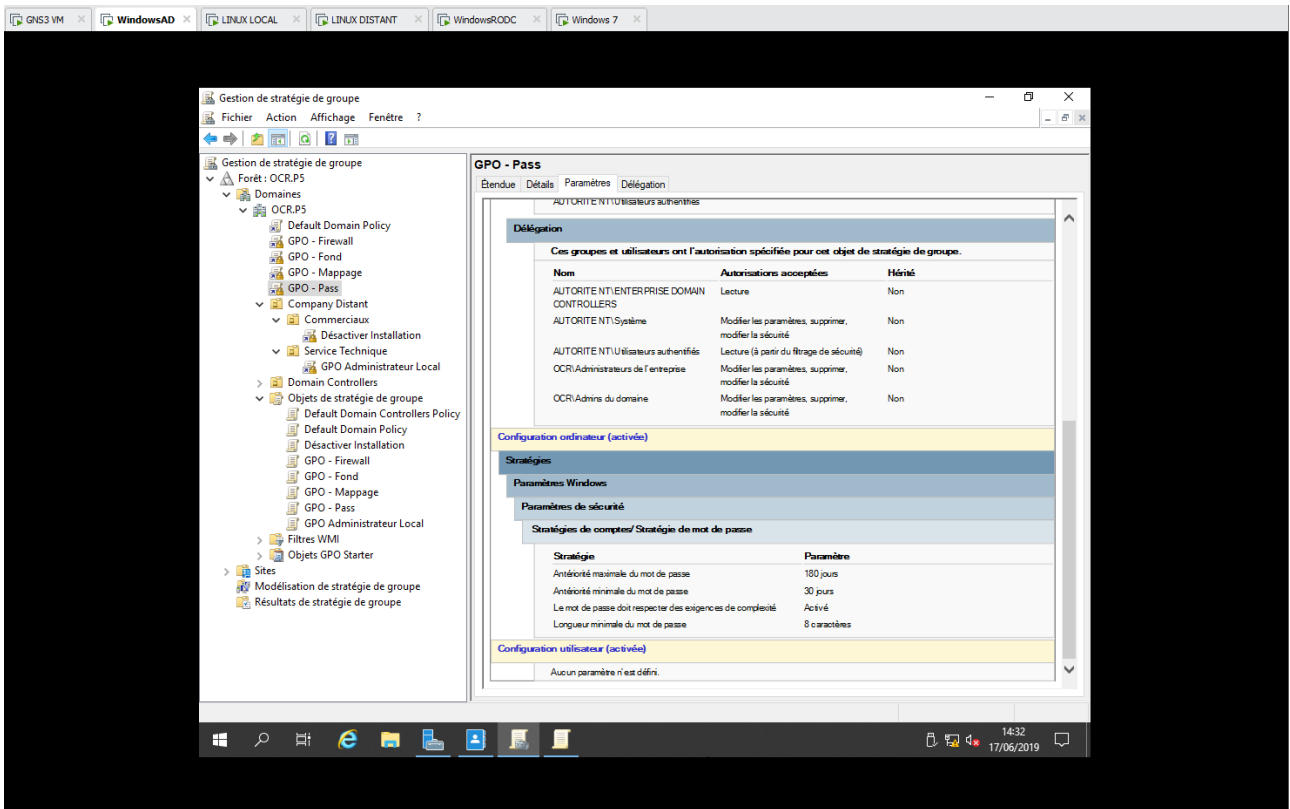 GNS3 VM × WindowsAD × LINUX LOCAL × LINUX DISTANT × WindowsRODC × Windows 7 ×
Gestion de stratégie de groupe
Fichier Action Affichage Fenêtre ?
Gestion de stratégie de groupe
Forêt : OCR.P5
Domaines
OCR.P5
Default Domain Policy
GPO - Firewall
GPO - Fond
GPO - Mappage
GPO - Pass
Company Distant
Commerciaux
Désactiver Installation
Service Technique
GPO Administrateur Local
Domain Controllers
Objets de stratégie de groupe
Default Domain Controllers Policy
Default Domain Policy
Désactiver Installation
GPO - Firewall
GPO - Fond
GPO - Mappage
GPO - Pass
GPO Administrateur Local
Filtres WMI
Objets GPO Starter
Sites
Modélisation de stratégie de groupe
Résultats de stratégie de groupe
GPO - Pass
Étendue Détails Paramètres Délégation
AUTORITE NT\Utilisateurs authentifiés
Délégation
Ces groupes et utilisateurs ont l'autorisation spécifiée pour cet objet de stratégie de groupe.
Nom Autorisations acceptées Hérité
AUTORITE NT\ENTERPRISE DOMAIN Lecture Non
CONTROLLERS
AUTORITE NT\Système Modifier les paramètres, supprimer, Non
modifier la sécurité
AUTORITE NT\Utilisateurs authentifiés Lecture (à partir du filtrage de sécurité) Non
OCR\Administrateurs de l'entreprise Modifier les paramètres, supprimer, Non
modifier la sécurité
OCR\Admins du domaine Modifier les paramètres, supprimer, Non
modifier la sécurité
Configuration ordinateur (activée)
Stratégies
Paramètres Windows
Paramètres de sécurité
Stratégies de comptes/Stratégie de mot de passe
Stratégie Paramètre
Antériorité maximale du mot de passe 180 jours
Antériorité minimale du mot de passe 30 jours
Le mot de passe doit respecter des exigences de complexité Activé
Longueur minimale du mot de passe 8 caractères
Configuration utilisateur (activée)
Aucun paramètre n'est défini.
14:32
17/06/2019